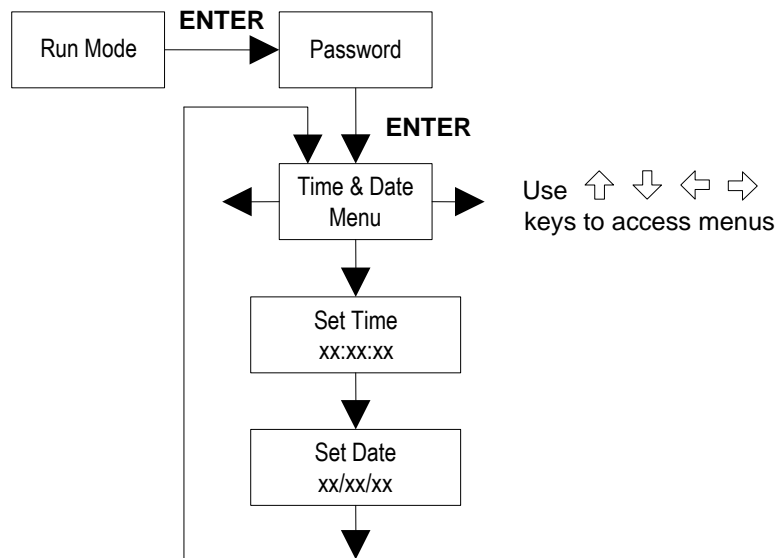 ENTER
Run Mode
Password
ENTER
Time & Date
Menu
Use
keys to access menus
Set Time
xx:xx:xx
Set Date
xx/xx/xx